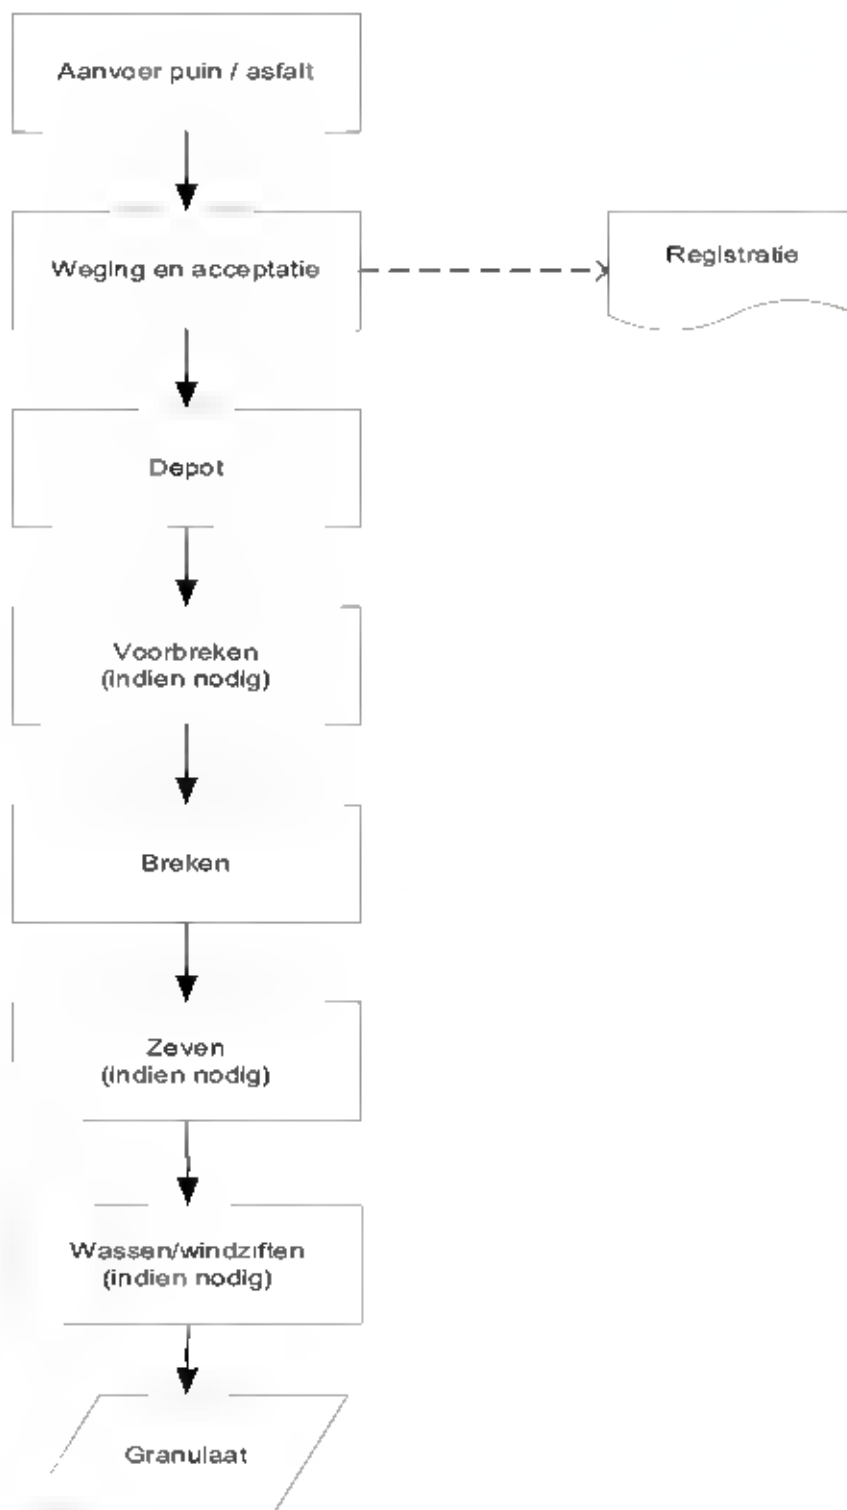 Aanvoer puin / asfalt
Weging en acceptatie
Registratie
Depot
Voorbreken
(indien nodig)
Breken
Zeven
(indien nodig)
Wassen/windziften
(indien nodig)
Granulaat